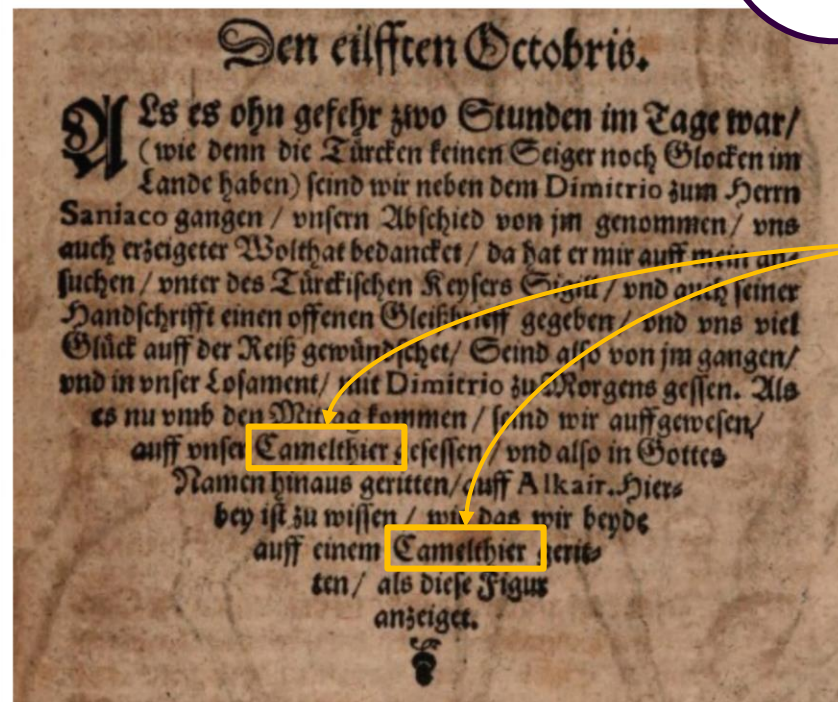 Den eilfften Octobris.
ALs es ohn gefehr zwo Stunden im Tage war/
(wie denn die Türcken keinen Seiger noch Glocken im
Lande haben) seind wir neben dem Dimitrio zum Herrn
Saniaco gangen / vnsern Abschied von jm genommen / vns
auch erzeigeter Wolthat bedancket / da hat er mir auff mein an-
suchen / vnter des Türckischen Keysers Sigill / vnd auch seiner
Handschrifft einen offenen Gleißbrieff gegeben / vnd vns viel
Glück auff der Reiß gewündschet/ Seind also von jm gangen/
vnd in vnser Losament/ mit Dimitrio zu Morgens gessen. Als
es nu vmb den Mittag kommen / seind wir auffgewesen/
auff vnser Camelthier gesessen / vnd also in Gottes
Namen hinaus geritten/ auff Alkair. Hier-
bey ist zu wissen / wie das wir beyde
auff einem Camelthier gerit-
ten/ als diese Figur
anzeiget.